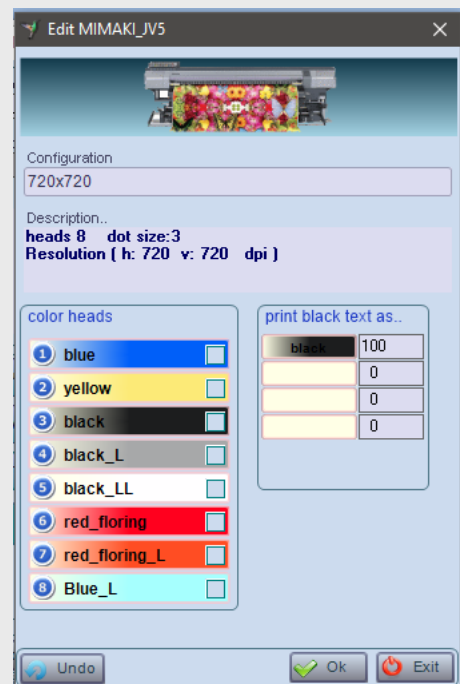 Edit MIMAKI_JV5
Configuration
720x720
Description..
heads 8 dot size:3
Resolution ( h: 720 v: 720 dpi )
color heads
1 blue
2 yellow
3 black
4 black_L
5 black_LL
6 red_floring
7 red_floring_L
8 Blue_L
print black text as..
black 100
0
0
0
Undo
Ok
Exit